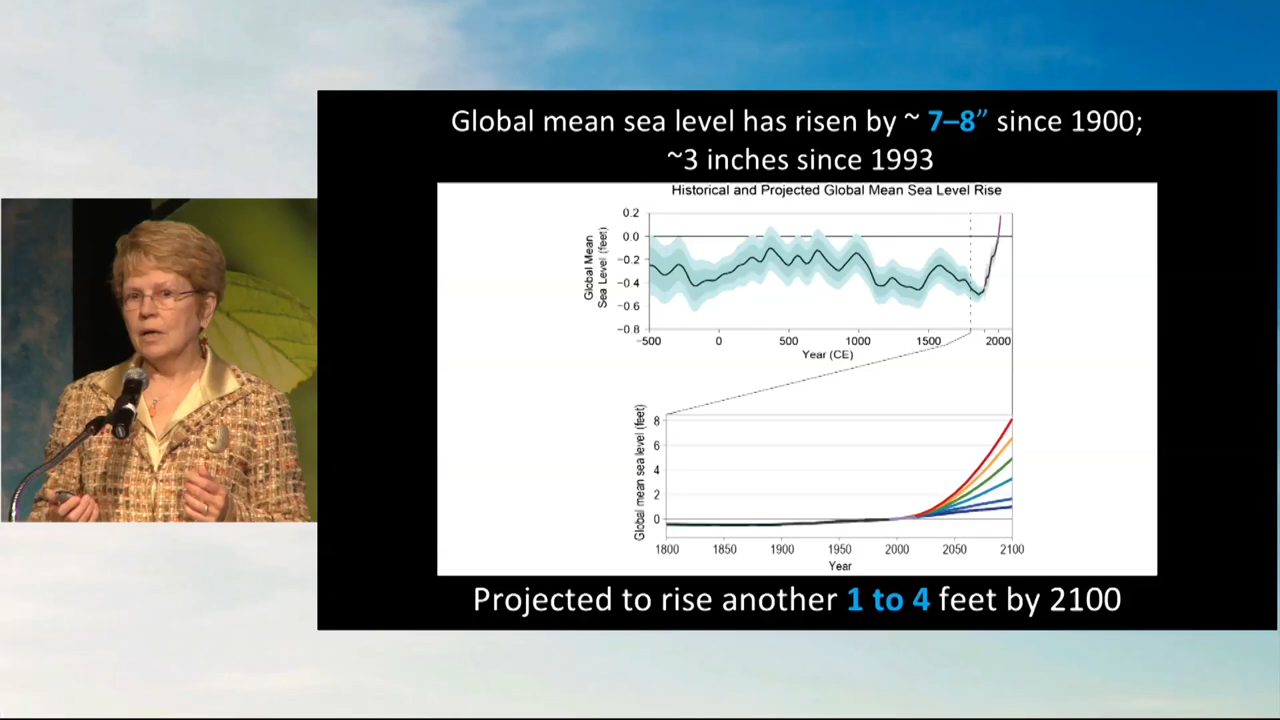 Global mean sea level has risen by ~ 7–8” since 1900;
~3 inches since 1993
Historical and Projected Global Mean Sea Level Rise
Global Mean
Sea Level (feet)
0.2
0.0
−0.2
−0.4
−0.6
−0.8
−500
0
500
1000
1500
2000
Year (CE)
Global mean sea level (feet)
8
6
4
2
0
1800
1850
1900
1950
2000
2050
2100
Year
Projected to rise another 1 to 4 feet by 2100